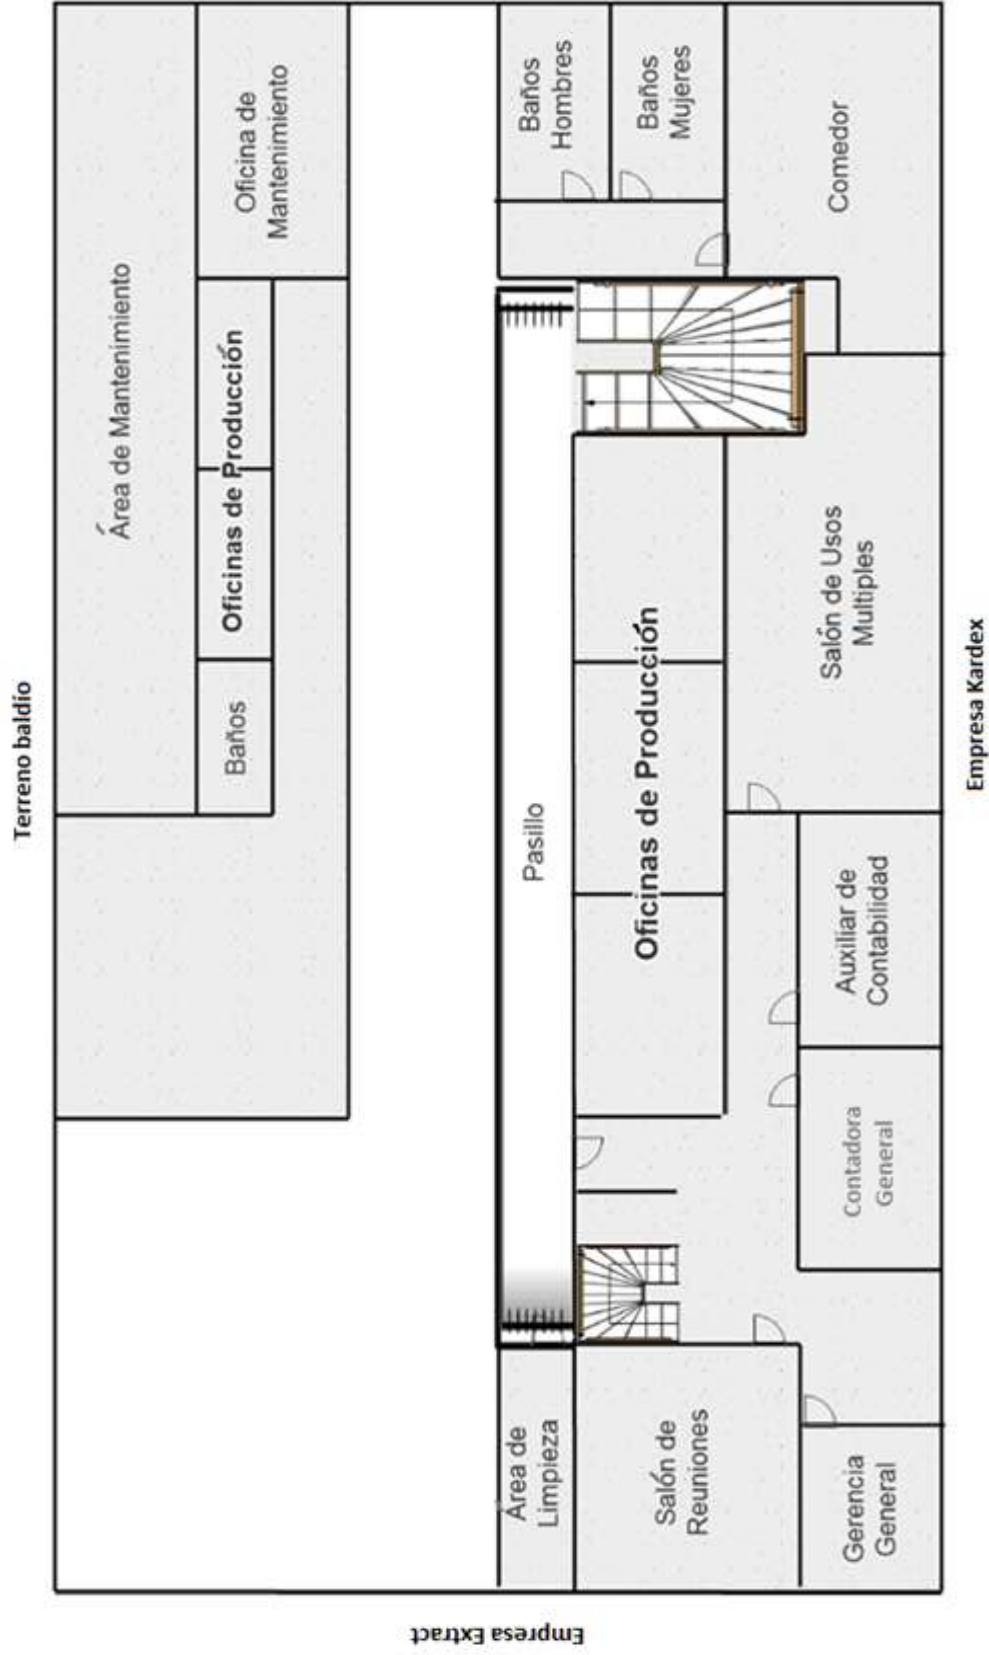 Terreno baldío
Área de Mantenimiento
Oficina de
Mantenimiento
Oficinas de Producción
Baños
Baños
Hombres
Baños
Mujeres
Comedor
Pasillo
Oficinas de Producción
Salón de Usos
Multiples
Auxiliar de
Contabilidad
Contadora
General
Área de
Limpieza
Salón de
Reuniones
Gerencia
General
Empresa Extract
Empresa Kardex